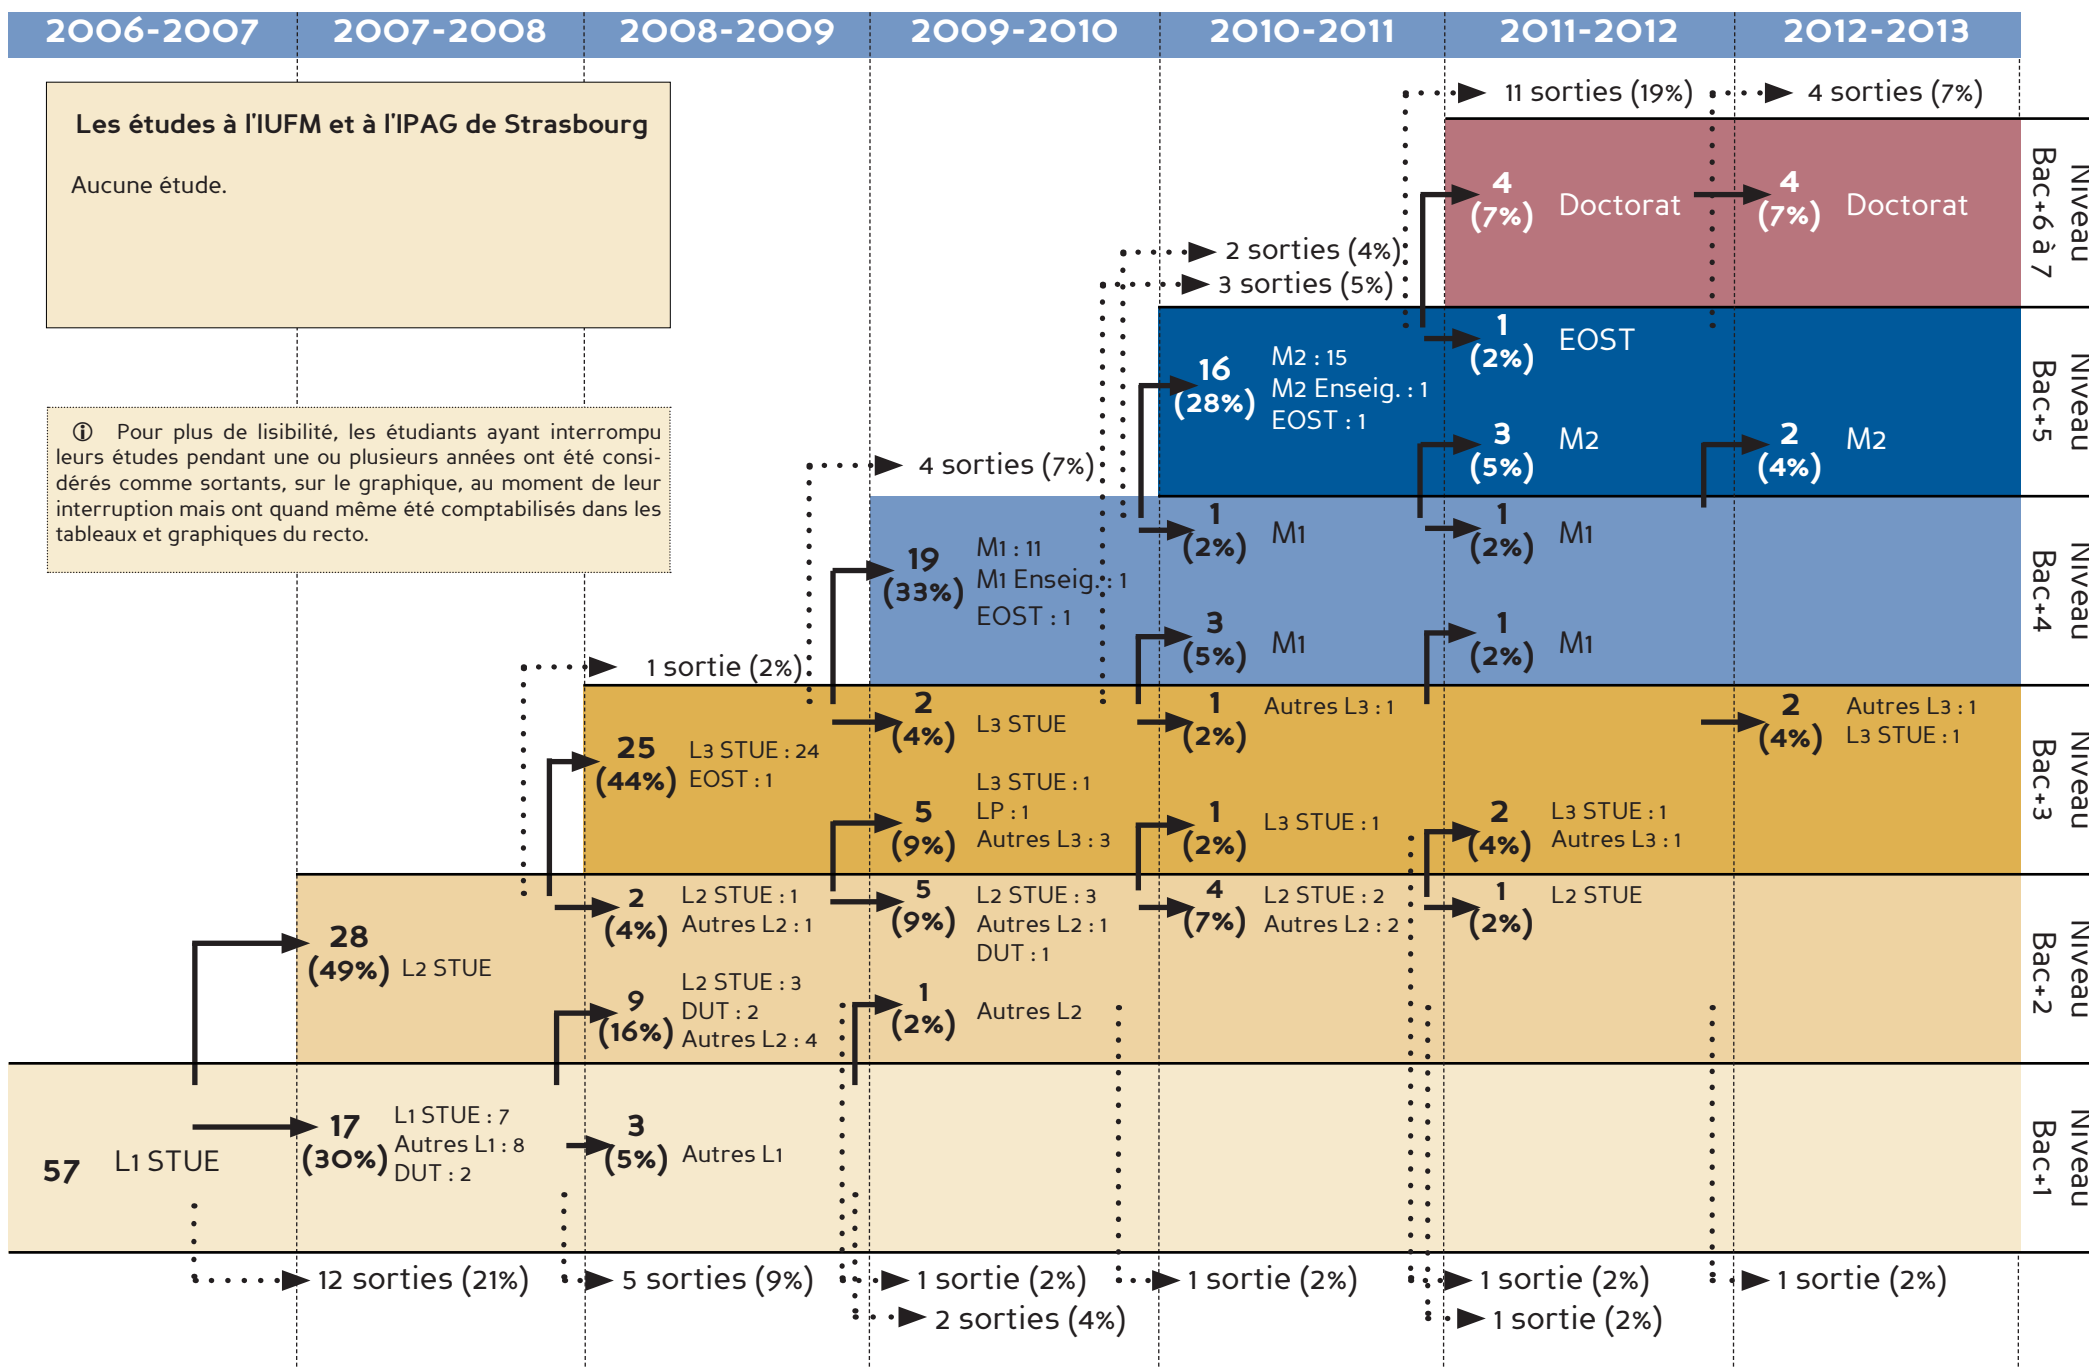 2006-2007 2007-2008 2008-2009 2009-2010 2010-2011 2011-2012 2012-2013
Les études à l'IUFM et à l'IPAG de Strasbourg
Aucune étude.
ⓘ Pour plus de lisibilité, les étudiants ayant interrompu
leurs études pendant une ou plusieurs années ont été consi-
dérés comme sortants, sur le graphique, au moment de leur
interruption mais ont quand même été comptabilisés dans les
tableaux et graphiques du recto.
11 sorties (19%)
4 sorties (7%)
4
(7%)
Doctorat
4
(7%)
Doctorat
Niveau
Bac+6 à 7
2 sorties (4%)
3 sorties (5%)
16
(28%)
M2 : 15
M2 Enseig. : 1
EOST : 1
1
(2%)
EOST
3
(5%)
M2
2
(4%)
M2
Niveau
Bac+5
4 sorties (7%)
19
(33%)
M1 : 11
M1 Enseig. : 1
EOST : 1
1
(2%)
M1
3
(5%)
M1
1
(2%)
M1
1
(2%)
M1
Niveau
Bac+4
1 sortie (2%)
25
(44%)
L3 STUE : 24
EOST : 1
2
(4%)
L3 STUE
5
(9%)
L3 STUE : 1
LP : 1
Autres L3 : 3
1
(2%)
Autres L3 : 1
1
(2%)
L3 STUE : 1
2
(4%)
L3 STUE : 1
Autres L3 : 1
2
(4%)
Autres L3 : 1
L3 STUE : 1
Niveau
Bac+3
28
(49%)
L2 STUE
2
(4%)
L2 STUE : 1
Autres L2 : 1
9
(16%)
L2 STUE : 3
DUT : 2
Autres L2 : 4
5
(9%)
L2 STUE : 3
Autres L2 : 1
DUT : 1
1
(2%)
Autres L2
4
(7%)
L2 STUE : 2
Autres L2 : 2
1
(2%)
L2 STUE
Niveau
Bac+2
57
L1 STUE
17
(30%)
L1 STUE : 7
Autres L1 : 8
DUT : 2
3
(5%)
Autres L1
Niveau
Bac+1
12 sorties (21%)
5 sorties (9%)
1 sortie (2%)
2 sorties (4%)
1 sortie (2%)
1 sortie (2%)
1 sortie (2%)
1 sortie (2%)